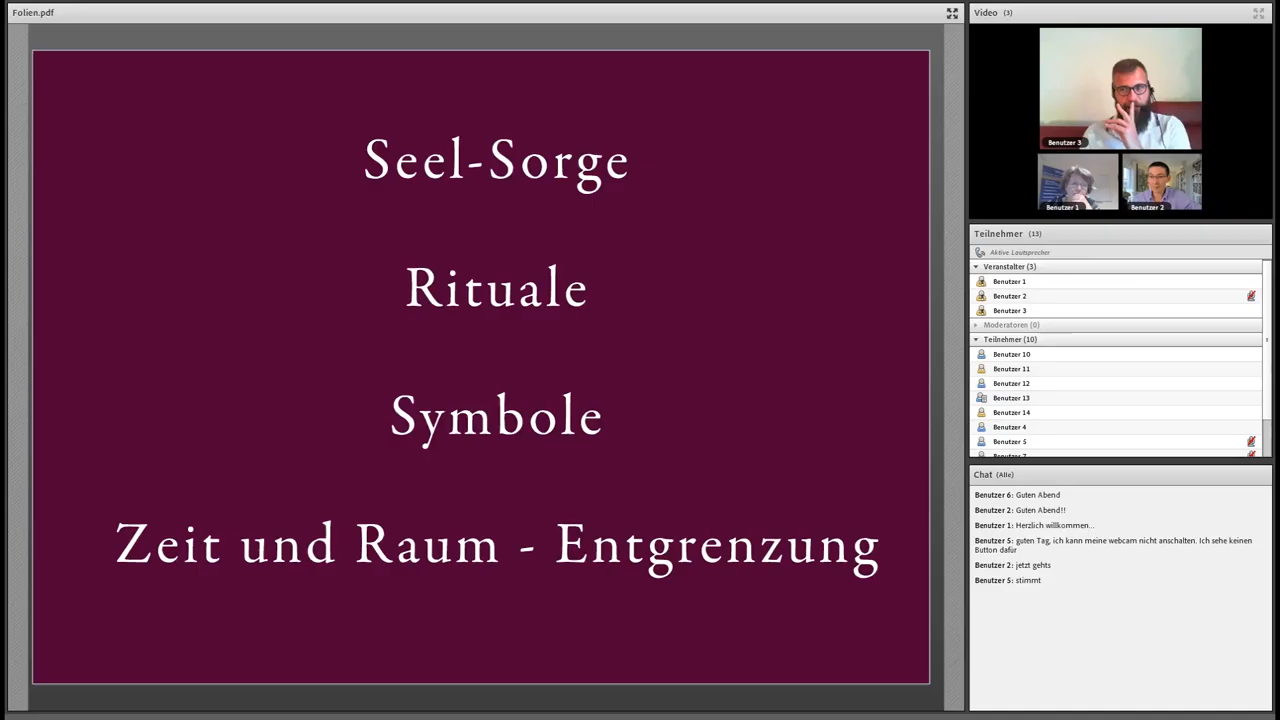 Folien.pdf
Seel-Sorge
Rituale
Symbole
Zeit und Raum - Entgrenzung
Video (3)
Benutzer 3
Benutzer 1
Benutzer 2
Teilnehmer (13)
Aktive Lautsprecher
Veranstalter (3)
Benutzer 1
Benutzer 2
Benutzer 3
Moderatoren (0)
Teilnehmer (10)
Benutzer 10
Benutzer 11
Benutzer 12
Benutzer 13
Benutzer 14
Benutzer 4
Benutzer 5
Chat (Alle)
Benutzer 6: Guten Abend
Benutzer 2: Guten Abend!!
Benutzer 1: Herzlich willkommen...
Benutzer 5: guten Tag, ich kann meine webcam nicht anschalten. Ich sehe keinen
Button dafür
Benutzer 2: jetzt gehts
Benutzer 5: stimmt